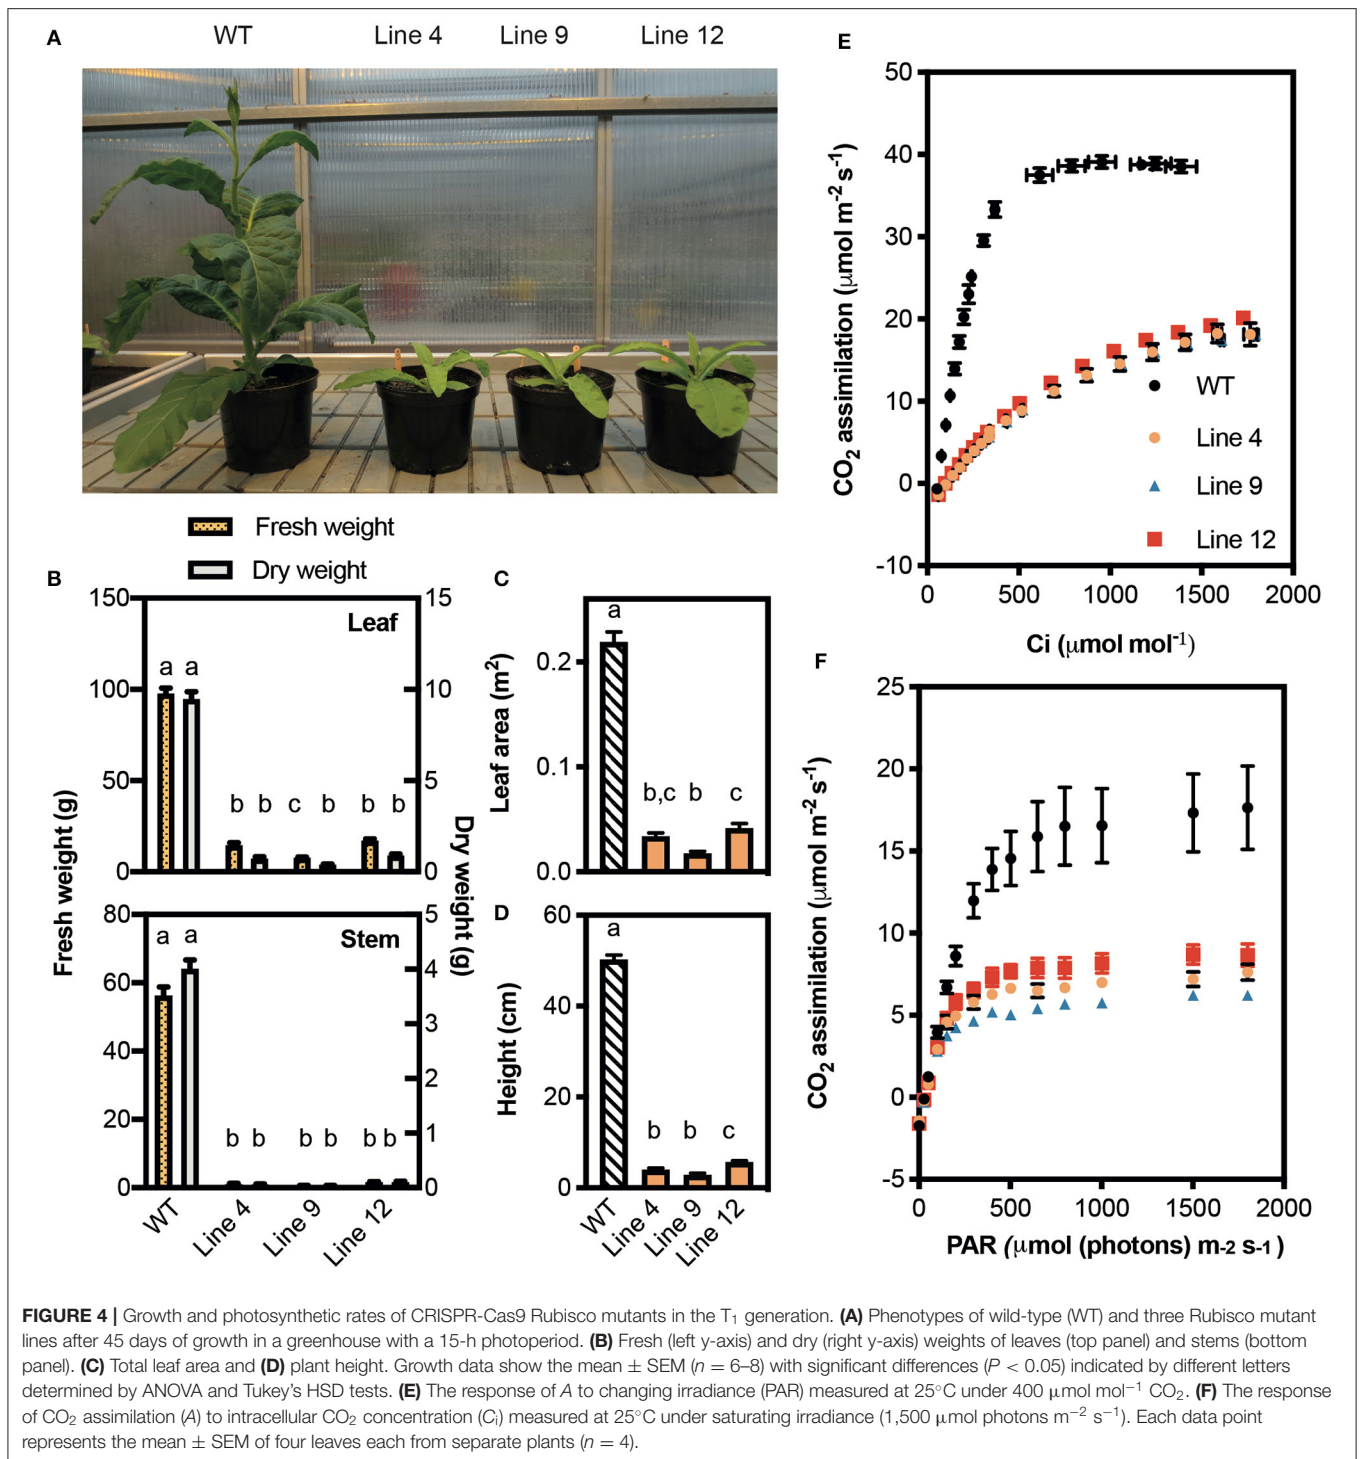 A
WT Line 4 Line 9 Line 12
Fresh weight
Dry weight
B
Leaf
Fresh weight (g)
150
100
50
0
a a b b c b b b
15
10
5
0
Dry weight (g)
Stem
80
60
40
20
0
a a b b b b b b
5
4
3
2
1
0
WT Line 4 Line 9 Line 12
C
Leaf area (m²)
0.2
0.1
0.0
a b,c b c
D
Height (cm)
60
40
20
0
a b b c
WT Line 4 Line 9 Line 12
E
CO₂ assimilation (μmol m⁻² s⁻¹)
50
40
30
20
10
0
-10
WT
Line 4
Line 9
Line 12
0 500 1000 1500 2000
Ci (μmol mol⁻¹)
F
CO₂ assimilation (μmol m⁻² s⁻¹)
25
20
15
10
5
0
-5
0 500 1000 1500 2000
PAR (μmol (photons) m-2 s-1 )
FIGURE 4 | Growth and photosynthetic rates of CRISPR-Cas9 Rubisco mutants in the T₁ generation. (A) Phenotypes of wild-type (WT) and three Rubisco mutant
lines after 45 days of growth in a greenhouse with a 15-h photoperiod. (B) Fresh (left y-axis) and dry (right y-axis) weights of leaves (top panel) and stems (bottom
panel). (C) Total leaf area and (D) plant height. Growth data show the mean ± SEM (n = 6–8) with significant differences (P < 0.05) indicated by different letters
determined by ANOVA and Tukey's HSD tests. (E) The response of A to changing irradiance (PAR) measured at 25°C under 400 μmol mol⁻¹ CO₂. (F) The response
of CO₂ assimilation (A) to intracellular CO₂ concentration (Cᵢ) measured at 25°C under saturating irradiance (1,500 μmol photons m⁻² s⁻¹). Each data point
represents the mean ± SEM of four leaves each from separate plants (n = 4).